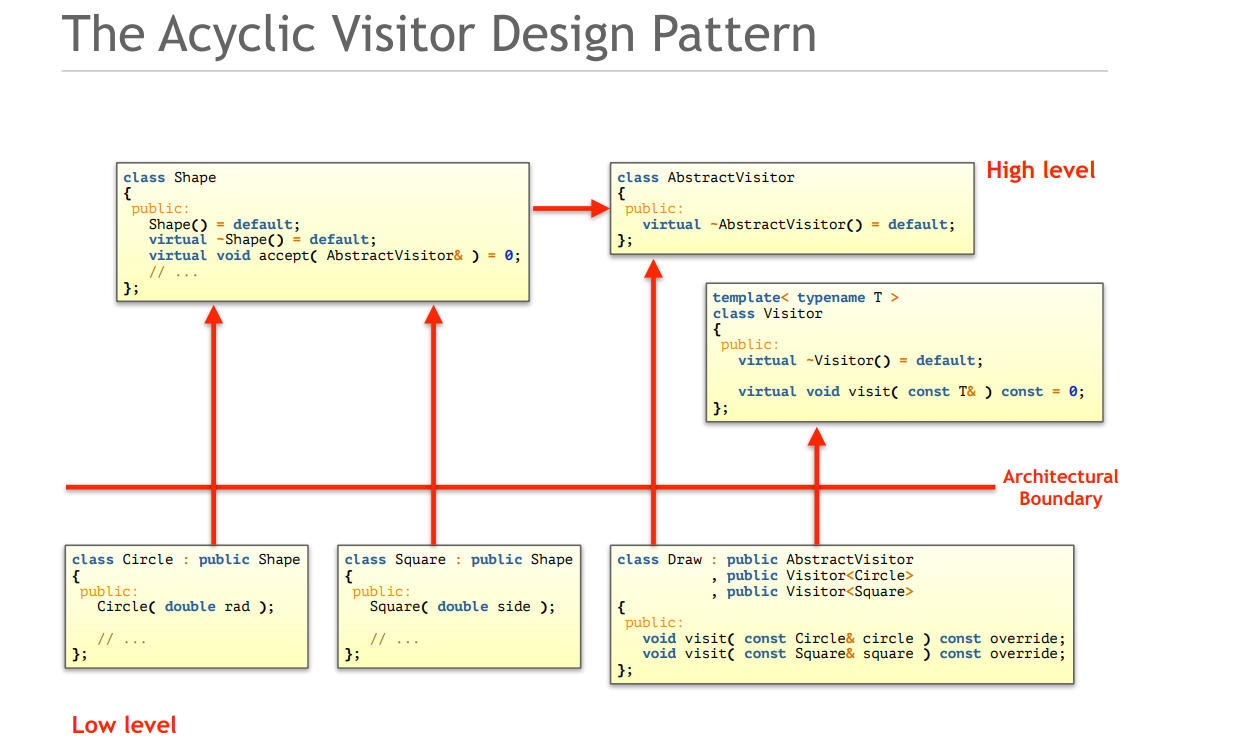 The Acyclic Visitor Design Pattern
class Shape
{
public:
Shape() = default;
virtual ~Shape() = default;
virtual void accept( AbstractVisitor& ) = 0;
// ...
};
class AbstractVisitor
{
public:
virtual ~AbstractVisitor() = default;
};
High level
template< typename T >
class Visitor
{
public:
virtual ~Visitor() = default;
virtual void visit( const T& ) const = 0;
};
Architectural
Boundary
class Circle : public Shape
{
public:
Circle( double rad );
// ...
};
class Square : public Shape
{
public:
Square( double side );
// ...
};
class Draw : public AbstractVisitor
, public Visitor<Circle>
, public Visitor<Square>
{
public:
void visit( const Circle& circle ) const override;
void visit( const Square& square ) const override;
};
Low level